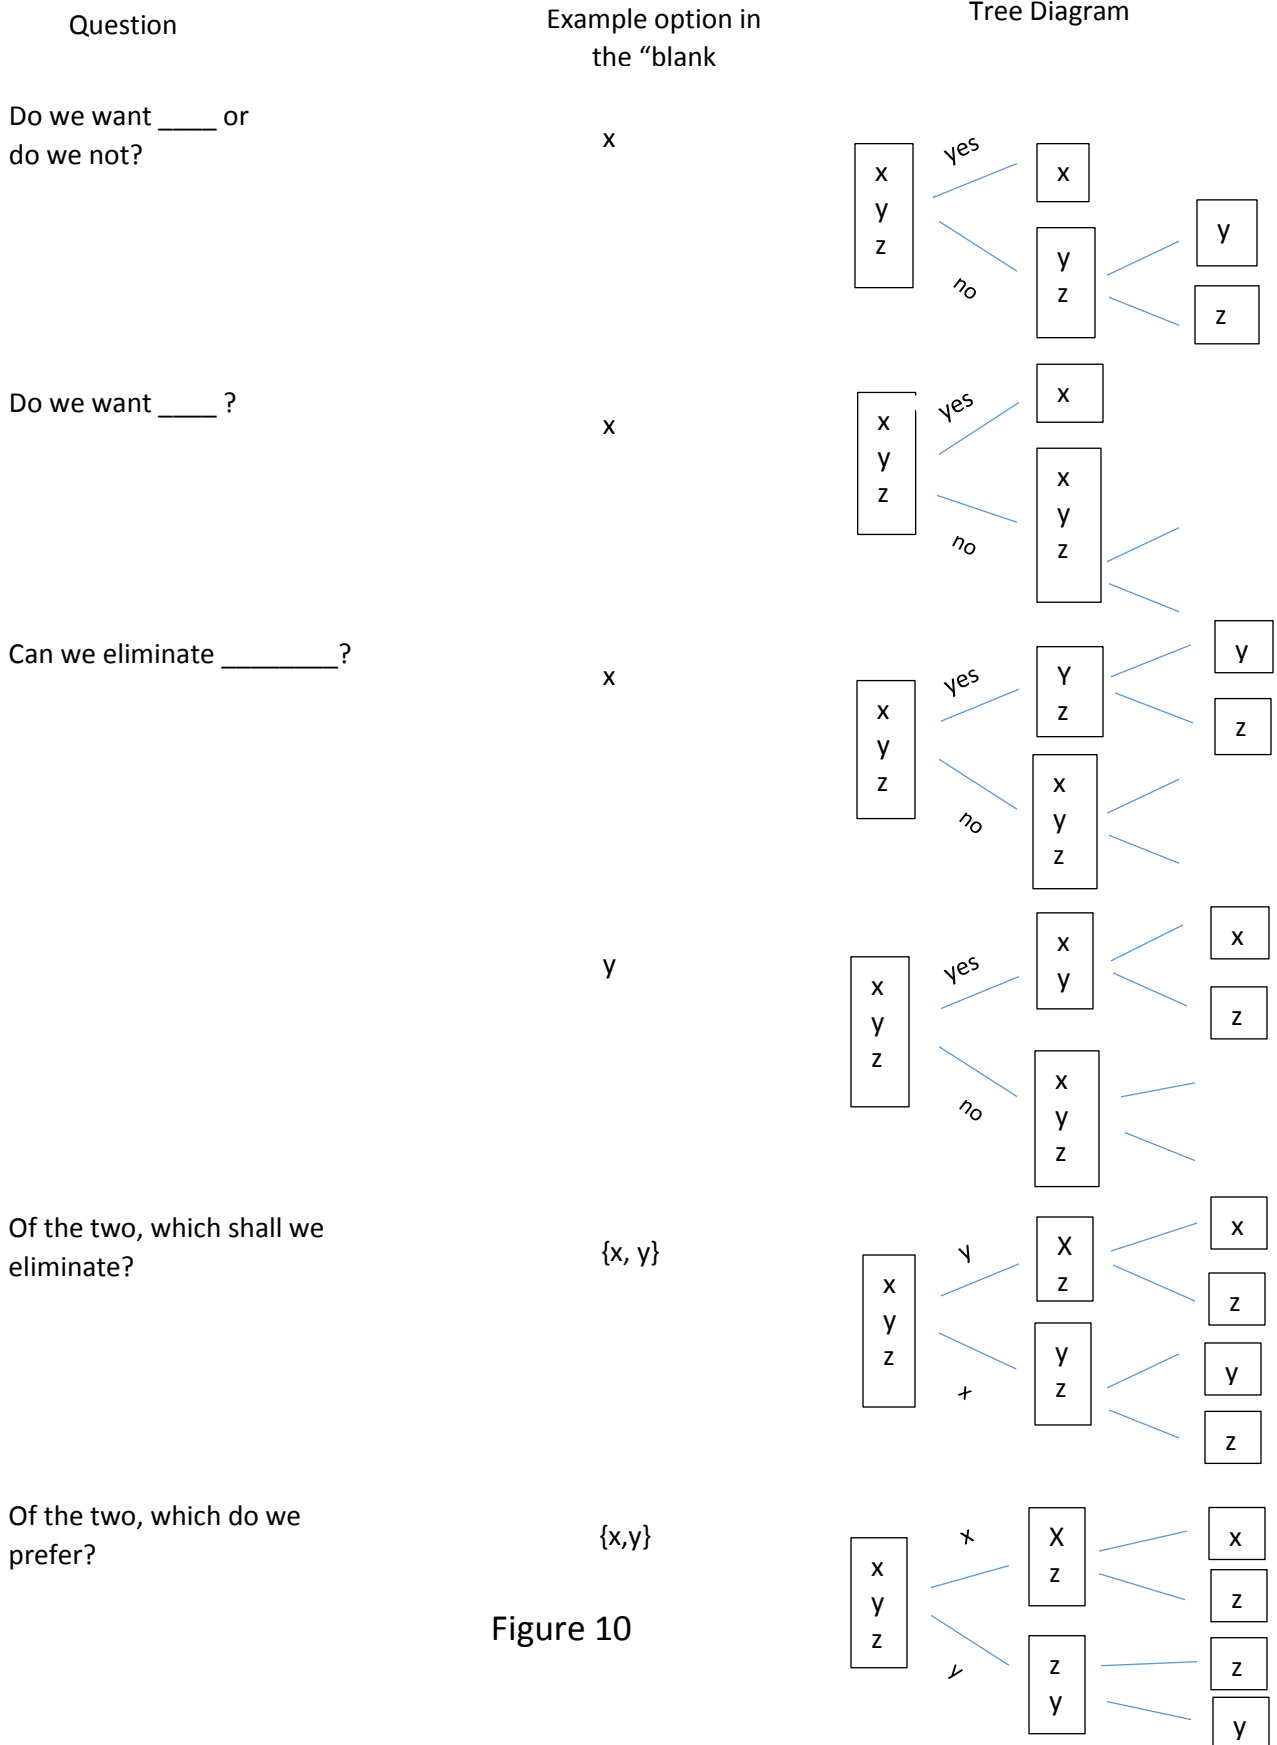 Question
Example option in
the “blank
Tree Diagram
Do we want ____ or
do we not?
x
x
y
z
yes
no
x
y
z
y
z
Do we want ____ ?
x
x
y
z
yes
no
x
x
y
z
Can we eliminate ________?
x
x
y
z
yes
no
Y
z
x
y
z
y
z
y
x
y
z
yes
no
x
y
x
y
z
x
z
Of the two, which shall we
eliminate?
{x, y}
x
y
z
y
x
X
z
y
z
x
z
y
z
Of the two, which do we
prefer?
{x,y}
x
y
z
x
y
X
z
z
y
x
z
z
y
Figure 10